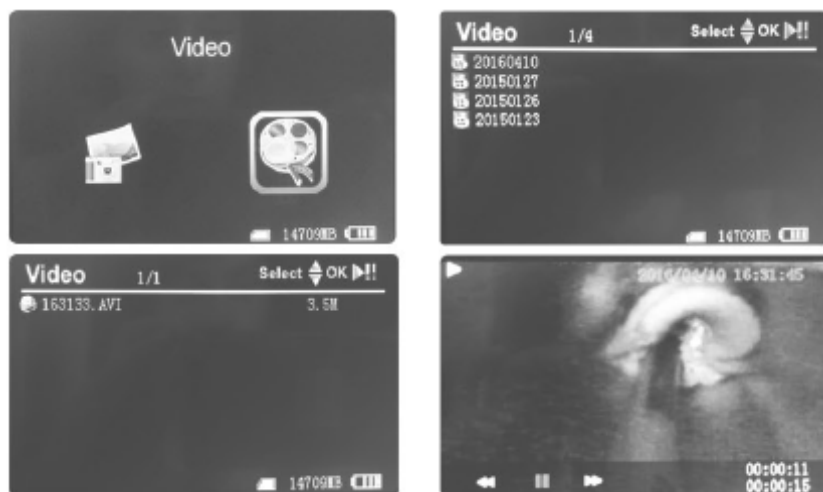 Video
14709MB
Video 1/4 Select OK
20160410
20150127
20150126
20150123
14709MB
Video 1/1 Select OK
163133.AVI 3.5M
14709MB
2016/04/10 16:31:45
00:00:11
00:00:15